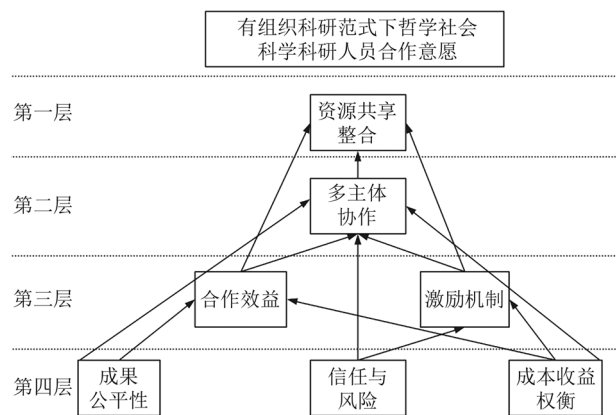 有组织科研范式下哲学社会
科学科研人员合作意愿
第一层
资源共享
整合
第二层
多主体
协作
第三层
合作效益
激励机制
第四层
成果
公平性
信任与
风险
成本收益
权衡